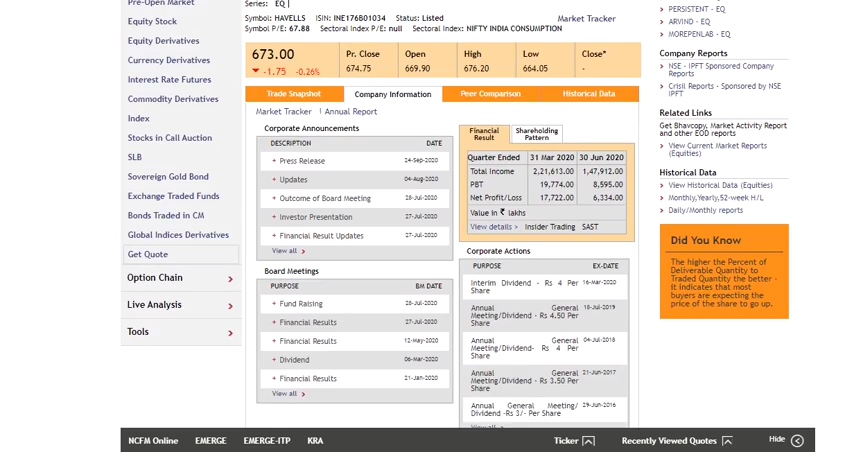 Pre-Open Market
Equity Stock
Equity Derivatives
Currency Derivatives
Interest Rate Futures
Commodity Derivatives
Index
Stocks in Call Auction
SLB
Sovereign Gold Bond
Exchange Traded Funds
Bonds Traded in CM
Global Indices Derivatives
Get Quote
Option Chain
Live Analysis
Tools
Series: EQ |
Symbol: HAVELLS ISIN: INE176B01034 Status: Listed
Market Tracker
Symbol P/E: 67.88 Sectoral Index P/E: null Sectoral Index: NIFTY INDIA CONSUMPTION
673.00 Pr. Close Open High Low Close*
-1.75 -0.26% 674.75 669.90 676.20 664.05 -
Trade Snapshot Company Information Peer Comparison Historical Data
Market Tracker | Annual Report
Corporate Announcements
DESCRIPTION DATE
+ Press Release 24-Sep-2020
+ Updates 04-Aug-2020
+ Outcome of Board Meeting 28-Jul-2020
+ Investor Presentation 27-Jul-2020
+ Financial Result Updates 27-Jul-2020
View all >
Board Meetings
PURPOSE BM DATE
+ Fund Raising 28-Jul-2020
+ Financial Results 27-Jul-2020
+ Financial Results 12-May-2020
+ Dividend 06-Mar-2020
+ Financial Results 21-Jan-2020
View all >
Financial Result
Shareholding Pattern
Quarter Ended 31 Mar 2020 30 Jun 2020
Total Income 2,21,613.00 1,47,912.00
PBT 19,774.00 8,595.00
Net Profit/Loss 17,722.00 6,334.00
Value in ₹ lakhs
View details > Insider Trading SAST
Corporate Actions
PURPOSE EX-DATE
Interim Dividend - Rs 4 Per 16-Mar-2020
Share
Annual General 18-Jul-2019
Meeting/Dividend - Rs 4.50 Per
Share
Annual General 04-Jul-2018
Meeting/Dividend- Rs 4 Per
Share
Annual General 21-Jun-2017
Meeting/Dividend - Rs 3.50 Per
Share
Annual General Meeting/ 29-Jun-2016
Dividend -Rs 3/- Per Share
View all >
> PERSISTENT - EQ
> ARVIND - EQ
> MOREPENLAB - EQ
Company Reports
> NSE - IPFT Sponsored Company
Reports
> Crisil Reports - Sponsored by NSE
IPFT
Related Links
Get Bhavcopy, Market Activity Report
and other EOD reports
> View Current Market Reports
(Equities)
Historical Data
> View Historical Data (Equities)
> Monthly,Yearly,52-week H/L
> Daily/Monthly reports
Did You Know
The higher the Percent of
Deliverable Quantity to
Traded Quantity the better -
it indicates that most
buyers are expecting the
price of the share to go up.
NCFM Online EMERGE EMERGE-ITP KRA Ticker Recently Viewed Quotes Hide